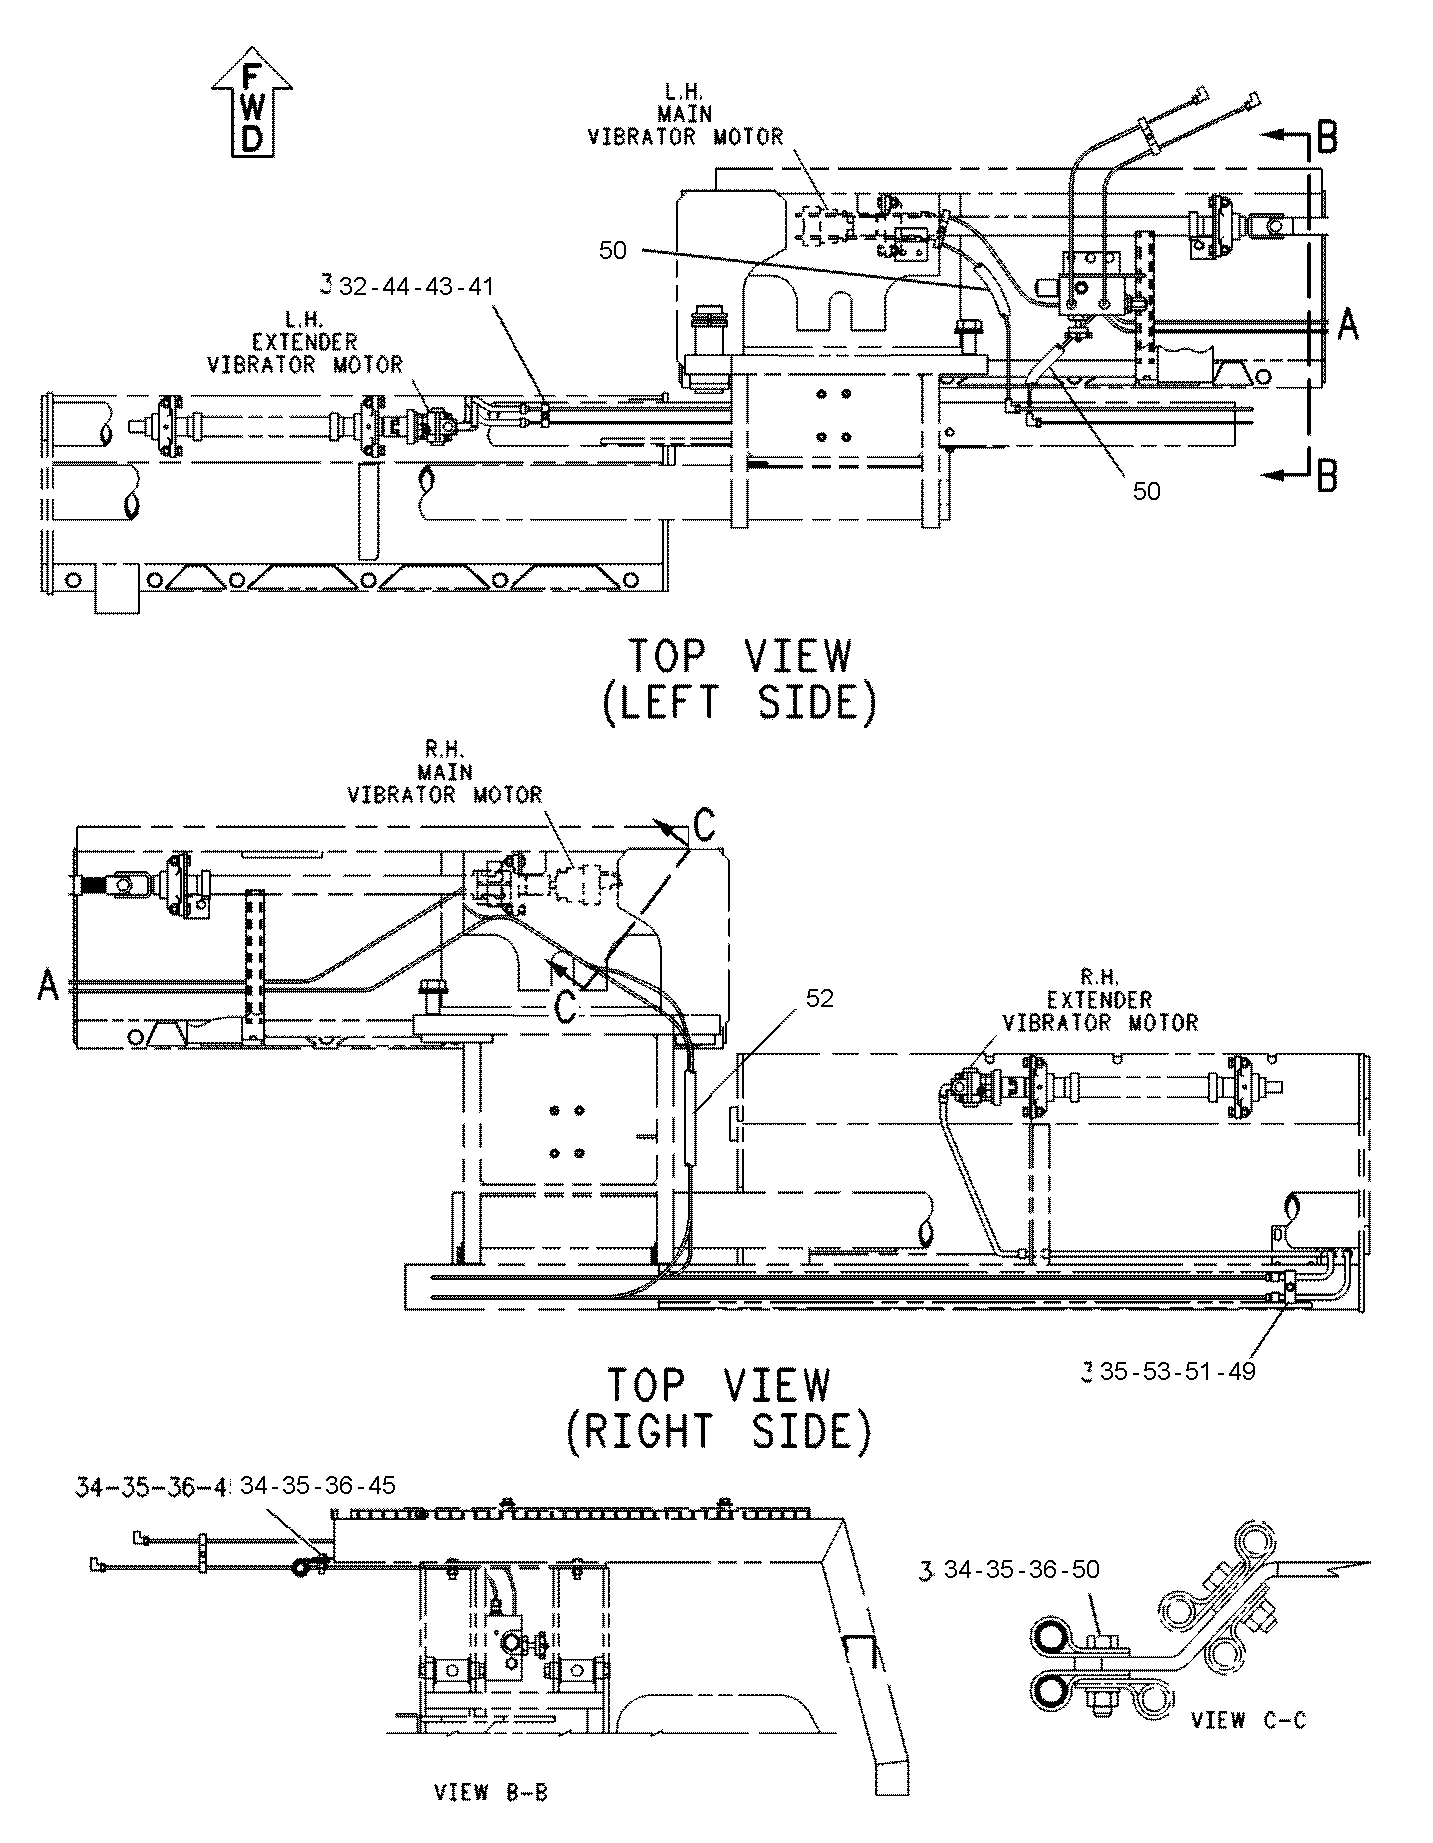 FWD
L.H.
MAIN
VIBRATOR MOTOR
B
50
3 32-44-43-41
L.H.
EXTENDER
VIBRATOR MOTOR
A
B
50
TOP VIEW
(LEFT SIDE)
R.H.
MAIN
VIBRATOR MOTOR
C
A
C
52
R.H.
EXTENDER
VIBRATOR MOTOR
3 35-53-51-49
TOP VIEW
(RIGHT SIDE)
34-35-36-4 34-35-36-45
3 34-35-36-50
VIEW C-C
VIEW B-B